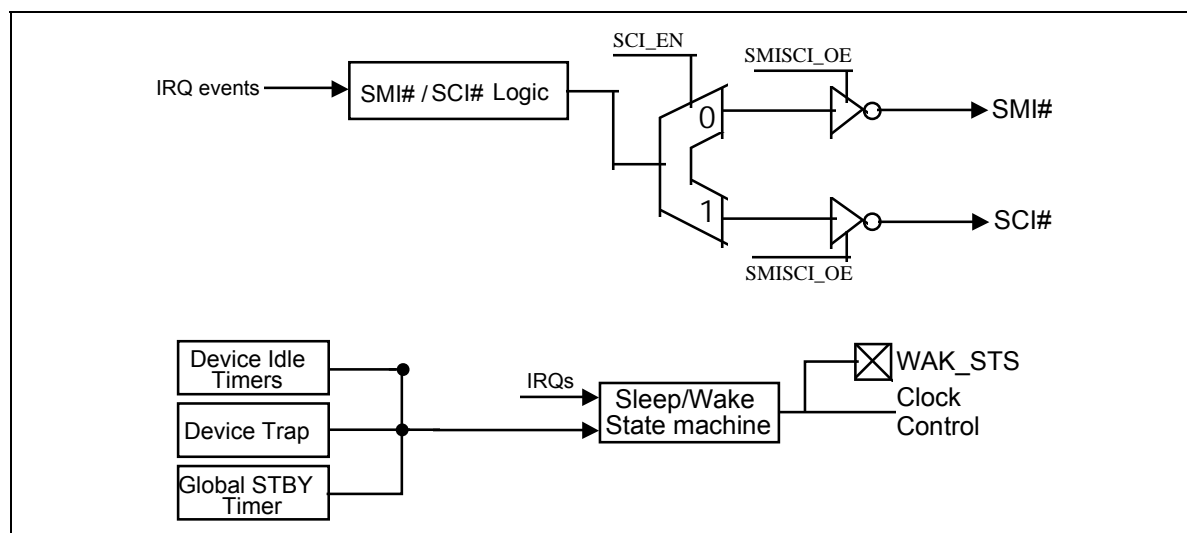 SCI_EN
SMISCI_OE
IRQ events
SMI# / SCI# Logic
0
SMI#
1
SCI#
SMISCI_OE
Device Idle
Timers
Device Trap
Global STBY
Timer
IRQs
Sleep/Wake
State machine
WAK_STS
Clock
Control